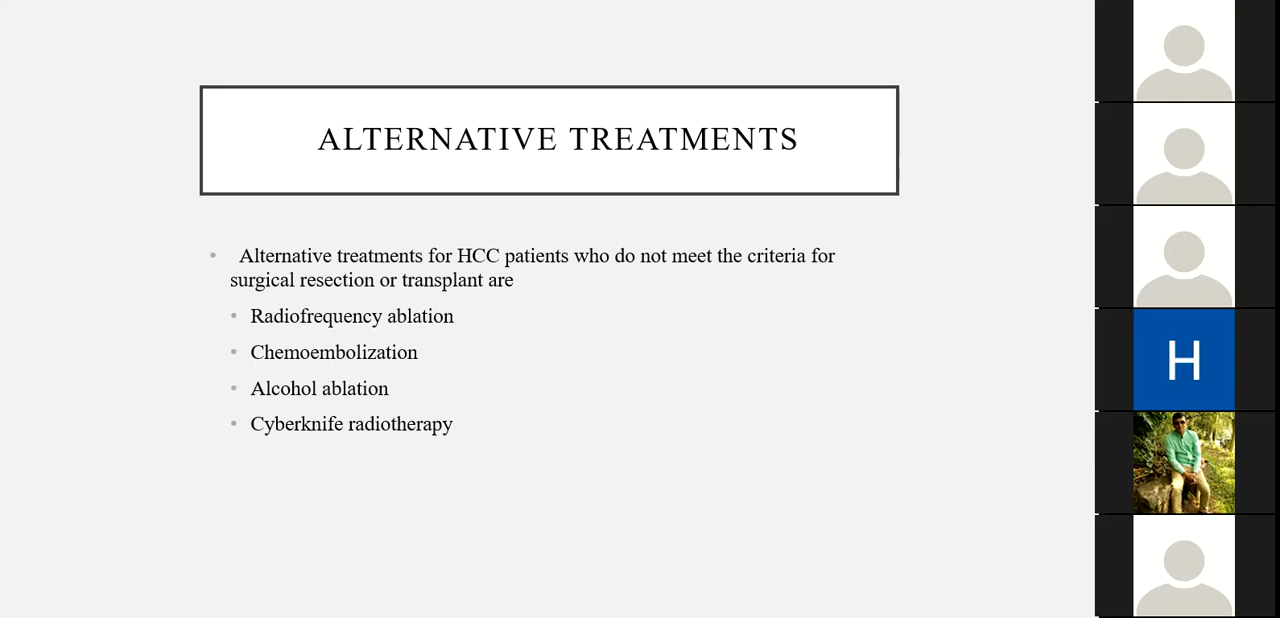 ALTERNATIVE TREATMENTS
• Alternative treatments for HCC patients who do not meet the criteria for
surgical resection or transplant are
• Radiofrequency ablation
• Chemoembolization
• Alcohol ablation
• Cyberknife radiotherapy
H